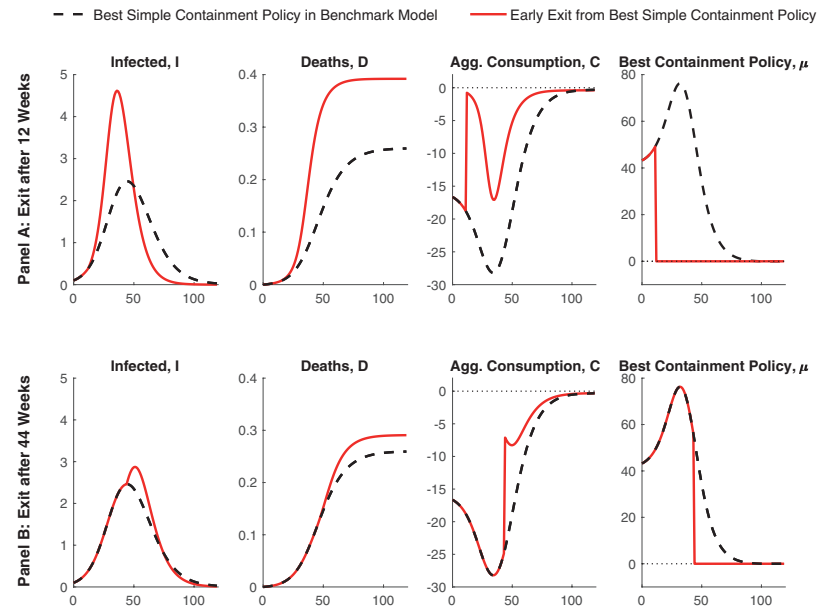 Best Simple Containment Policy in Benchmark Model
Early Exit from Best Simple Containment Policy
Panel A: Exit after 12 Weeks
Infected, I
5
4
3
2
1
0
0 50 100
Deaths, D
0.4
0.3
0.2
0.1
0
0 50 100
Agg. Consumption, C
0
-5
-10
-15
-20
-25
-30
0 50 100
Best Containment Policy, μ
80
60
40
20
0
0 50 100
Panel B: Exit after 44 Weeks
Infected, I
5
4
3
2
1
0
0 50 100
Deaths, D
0.4
0.3
0.2
0.1
0
0 50 100
Agg. Consumption, C
0
-5
-10
-15
-20
-25
-30
0 50 100
Best Containment Policy, μ
80
60
40
20
0
0 50 100